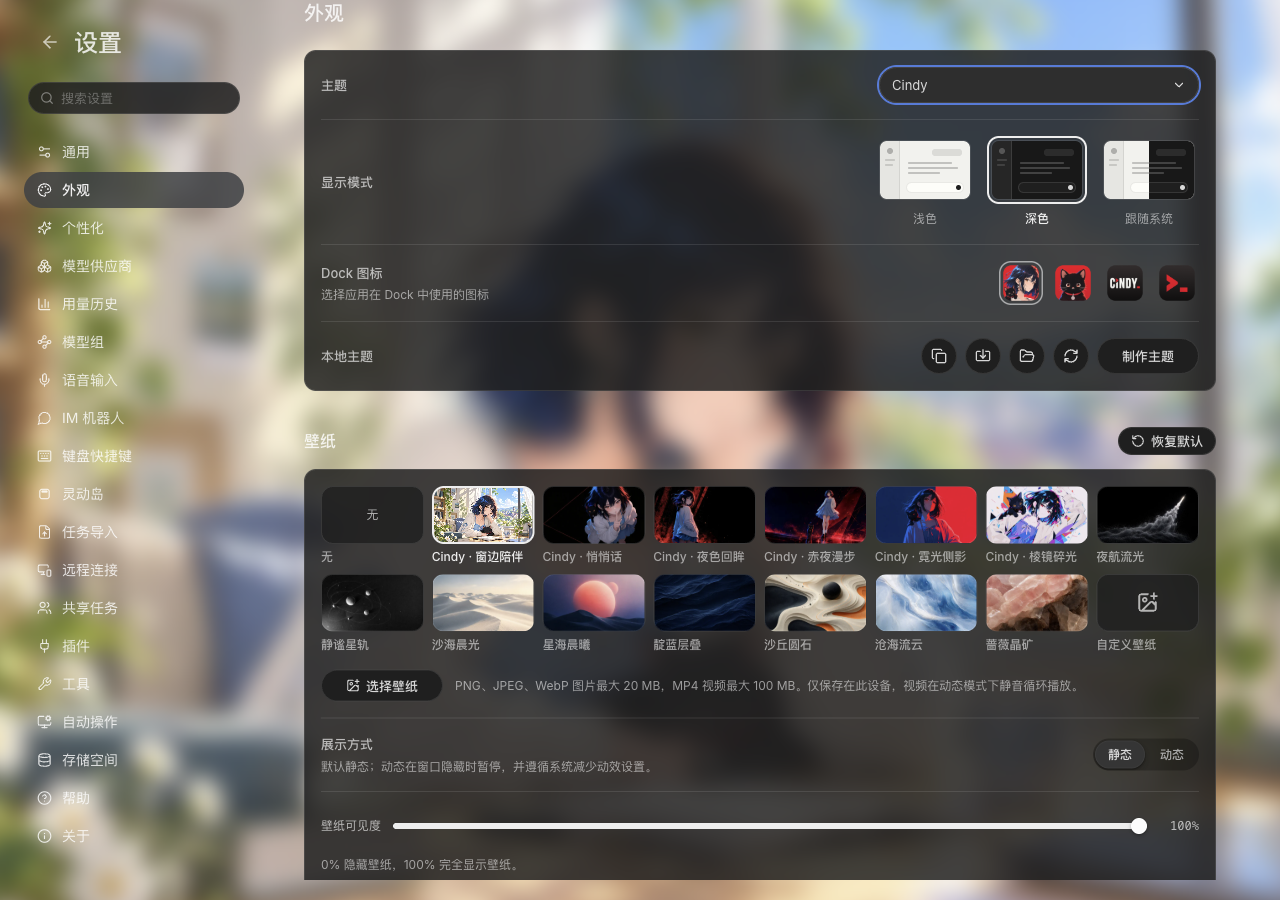 设置
搜索设置
通用
外观
个性化
模型供应商
用量历史
模型组
语音输入
IM 机器人
键盘快捷键
灵动岛
任务导入
远程连接
共享任务
插件
工具
自动操作
存储空间
帮助
关于
外观
主题
Cindy
显示模式
浅色
深色
跟随系统
Dock 图标
选择应用在 Dock 中使用的图标
CiNDY.
本地主题
制作主题
壁纸
恢复默认
无
无
Cindy · 窗边陪伴
Cindy · 悄悄话
Cindy · 夜色回眸
Cindy · 赤夜漫步
Cindy · 霓光侧影
Cindy · 棱镜碎光
夜航流光
静谧星轨
沙海晨光
星海晨曦
靛蓝层叠
沙丘圆石
沧海流云
蔷薇晶矿
自定义壁纸
选择壁纸
PNG、JPEG、WebP 图片最大 20 MB，MP4 视频最大 100 MB。仅保存在此设备，视频在动态模式下静音循环播放。
展示方式
默认静态；动态在窗口隐藏时暂停，并遵循系统减少动效设置。
静态
动态
壁纸可见度
100%
0% 隐藏壁纸，100% 完全显示壁纸。